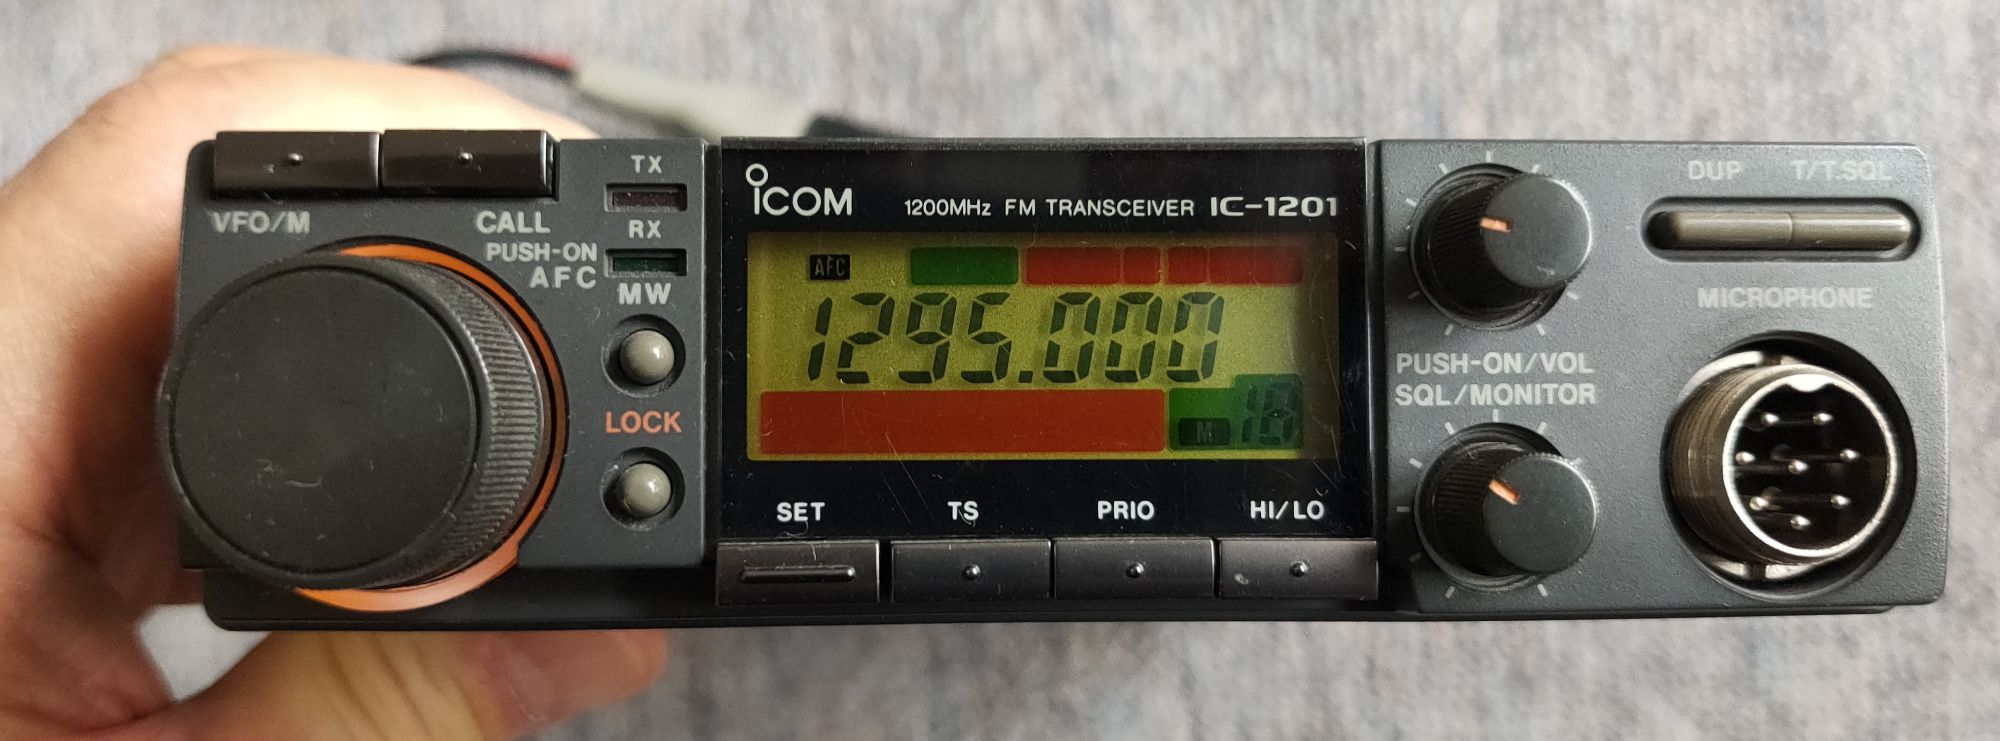 VFO/M
CALL
PUSH-ON
AFC
TX
RX
MW
LOCK
ICOM
1200MHz FM TRANSCEIVER IC-1201
AFC
1295.000
M 18
SET TS PRIO HI/LO
PUSH-ON/VOL
SQL/MONITOR
DUP T/T.SQL
MICROPHONE